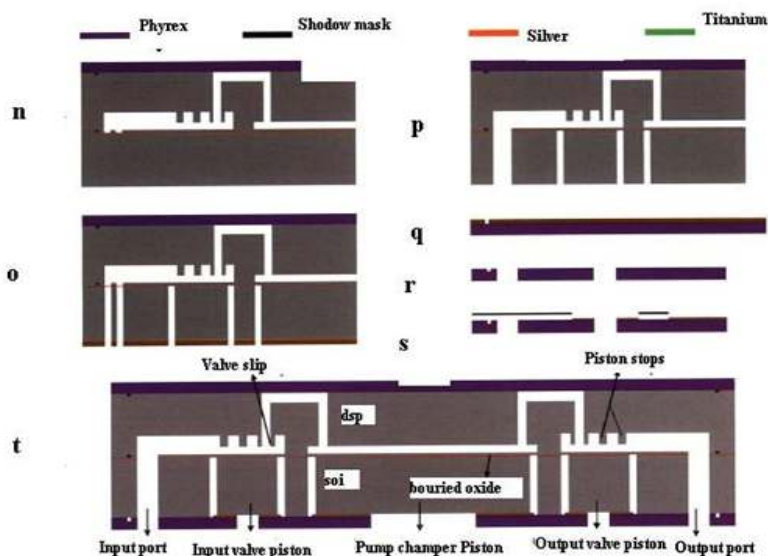 Phyrex
Shodow mask
Silver
Titanium
n
p
o
q
r
s
Valve slip
Piston stops
dsp
t
soi
bouried oxide
Input port
Input valve piston
Pump champer Piston
Output valve piston
Output port